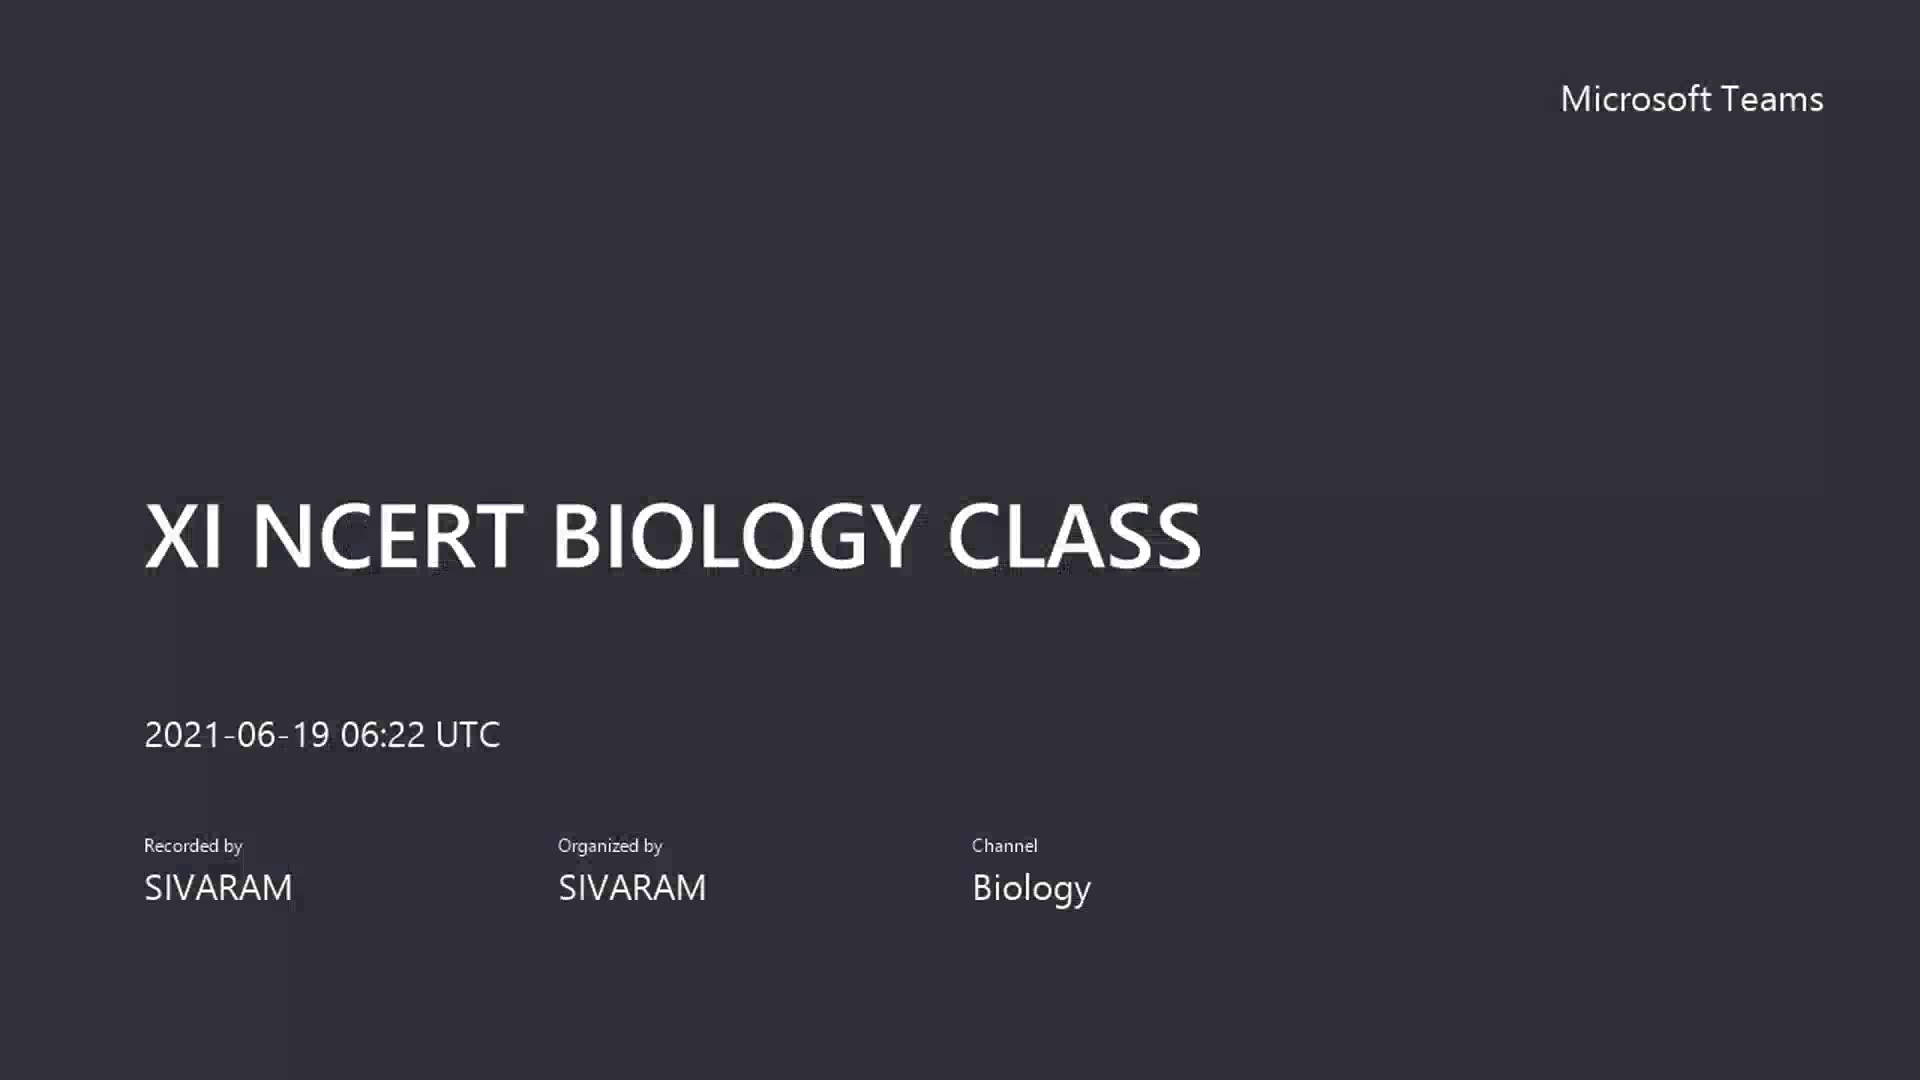 Microsoft Teams
XI NCERT BIOLOGY CLASS
2021-06-19 06:22 UTC
Recorded by
SIVARAM
Organized by
SIVARAM
Channel
Biology